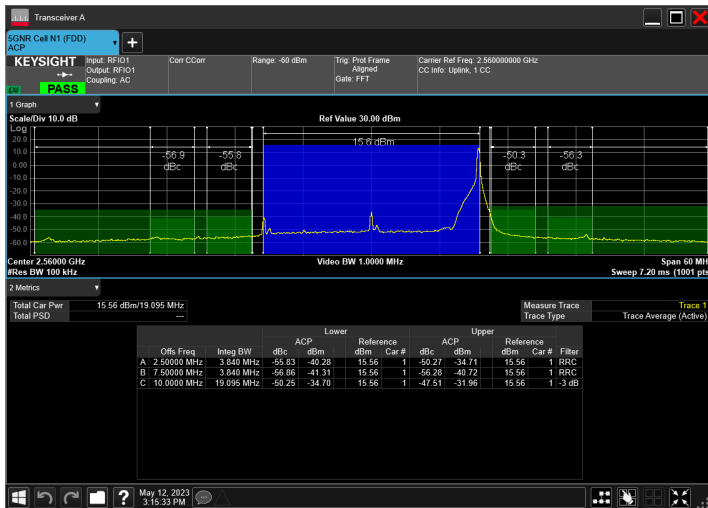 Transceiver A
5GNR Cell N1 (FDD)
ACP
KEYSIGHT
LXI
PASS
Input: RFIO1
Output: RFIO1
Coupling: AC
Corr CCorr
Range: -60 dBm
Trig: Prot Frame
Aligned
Gate: FFT
Carrier Ref Freq: 2.560000000 GHz
CC Info: Uplink, 1 CC
1 Graph
Scale/Div 10.0 dB
Ref Value 30.00 dBm
Log
20.0
10.0
0.00
-10.0
-20.0
-30.0
-40.0
-50.0
-60.0
-56.9
dBc
-55.8
dBc
15.6 dBm
-50.3
dBc
-56.3
dBc
Center 2.56000 GHz
Video BW 1.0000 MHz
Span 60 MH
#Res BW 100 kHz
Sweep 7.20 ms (1001 pts
2 Metrics
Total Car Pwr 15.56 dBm/19.095 MHz
Total PSD ---
Measure Trace Trace 1
Trace Type Trace Average (Active)
Lower Upper
ACP Reference ACP Reference
Offs Freq Integ BW dBc dBm dBm Car # dBc dBm dBm Car # Filter
A 2.50000 MHz 3.840 MHz -55.83 -40.28 15.56 1 -50.27 -34.71 15.56 1 RRC
B 7.50000 MHz 3.840 MHz -56.86 -41.31 15.56 1 -56.28 -40.72 15.56 1 RRC
C 10.0000 MHz 19.095 MHz -50.25 -34.70 15.56 1 -47.51 -31.96 15.56 1 -3 dB
?
May 12, 2023
3:15:33 PM